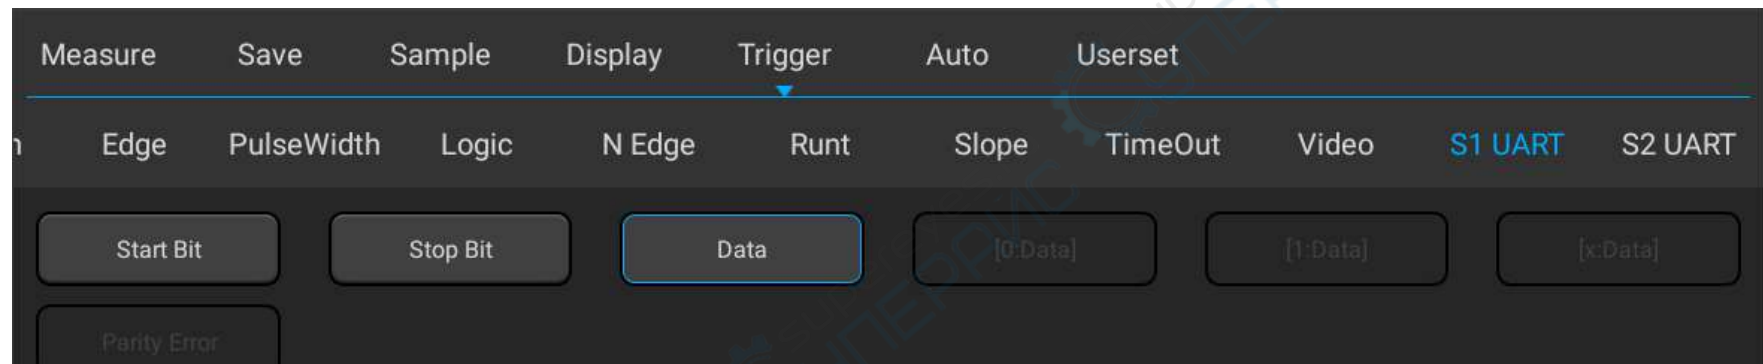 Measure Save Sample Display Trigger Auto Userset
Edge PulseWidth Logic N Edge Runt Slope TimeOut Video S1 UART S2 UART
Start Bit Stop Bit Data [0:Data] [1:Data] [x:Data]
Parity Error